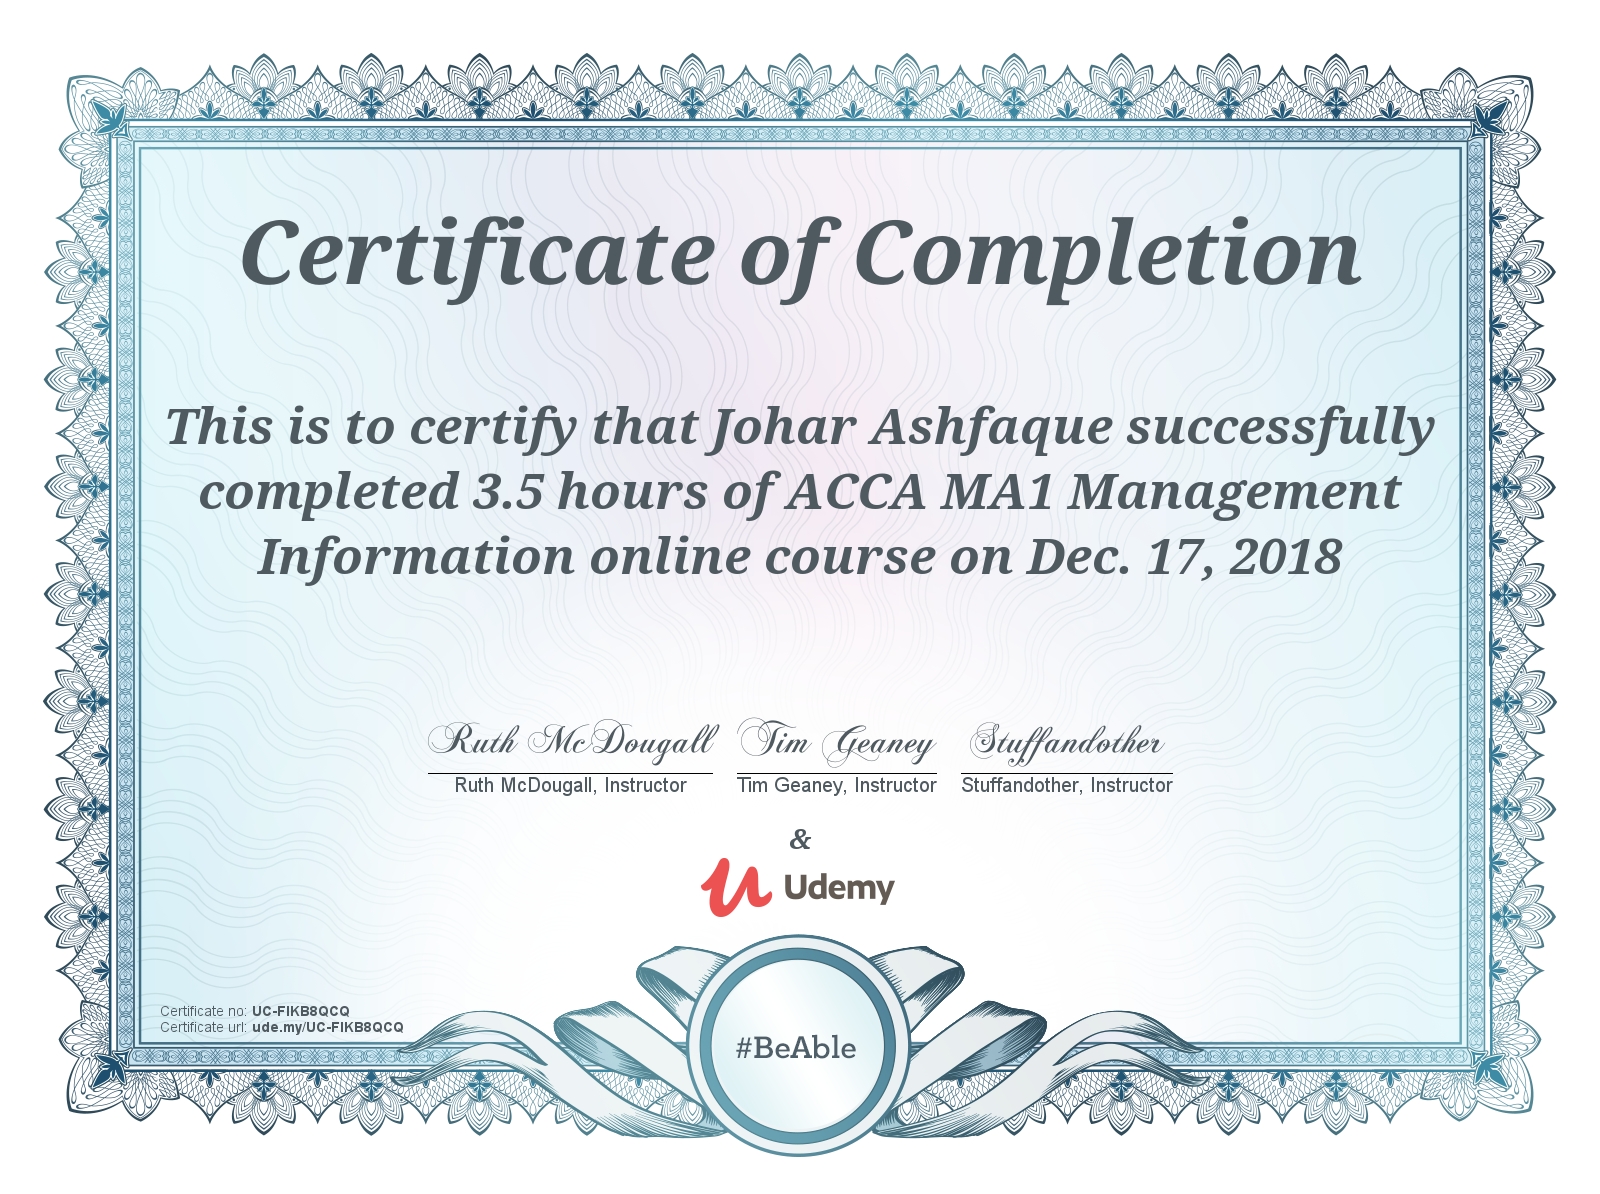 Certificate of Completion
This is to certify that Johar Ashfaque successfully
completed 3.5 hours of ACCA MA1 Management
Information online course on Dec. 17, 2018
Ruth McDougall Tim Geaney Stuffandother
Ruth McDougall, Instructor Tim Geaney, Instructor Stuffandother, Instructor
&
Udemy
Certificate no: UC-FIKB8QCQ
Certificate url: ude.my/UC-FIKB8QCQ
#BeAble